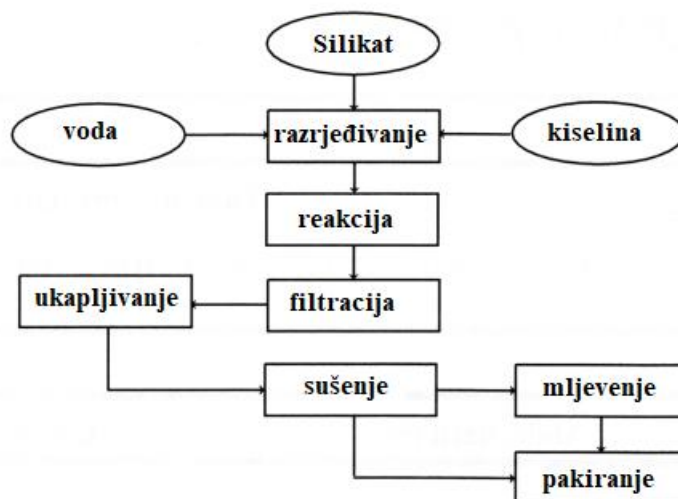 Silikat
voda
razrjeđivanje
kiselina
reakcija
ukapljivanje
filtracija
sušenje
mljevenje
pakiranje